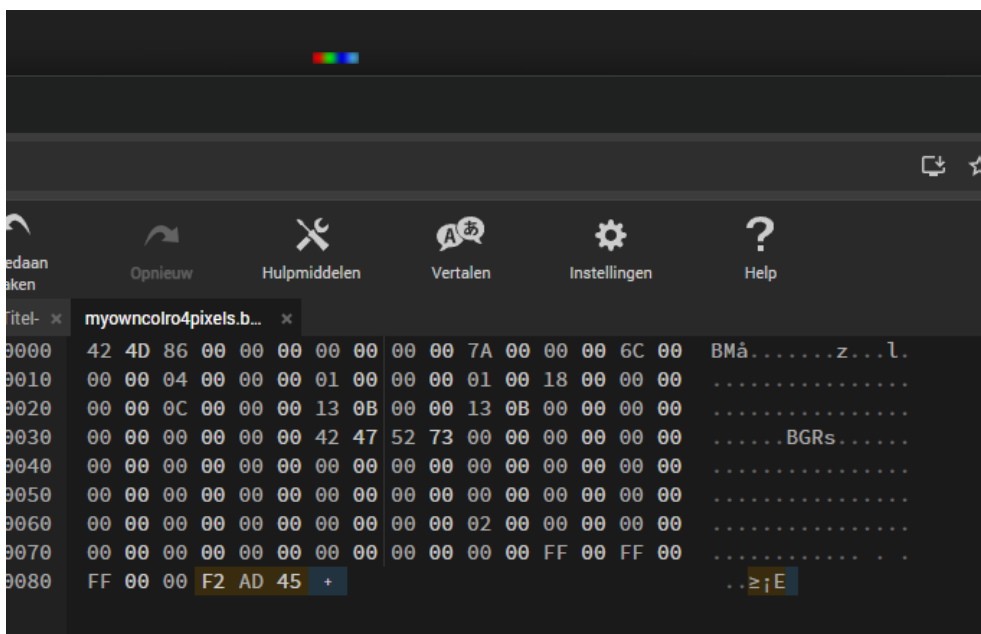 edaan
aken
Opnieuw
Hulpmiddelen
Vertalen
Instellingen
Help
Titel- × myowncolro4pixels.b... ×
0000 42 4D 86 00 00 00 00 00 00 00 7A 00 00 00 6C 00 BMå.......z...l.
0010 00 00 04 00 00 00 01 00 00 00 01 00 18 00 00 00 ................
0020 00 00 0C 00 00 00 13 0B 00 00 13 0B 00 00 00 00 ................
0030 00 00 00 00 00 00 42 47 52 73 00 00 00 00 00 00 ......BGRs......
0040 00 00 00 00 00 00 00 00 00 00 00 00 00 00 00 00 ................
0050 00 00 00 00 00 00 00 00 00 00 00 00 00 00 00 00 ................
0060 00 00 00 00 00 00 00 00 00 00 02 00 00 00 00 00 ................
0070 00 00 00 00 00 00 00 00 00 00 00 00 FF 00 FF 00 ............ . .
0080 FF 00 00 F2 AD 45 + ..≥¡E